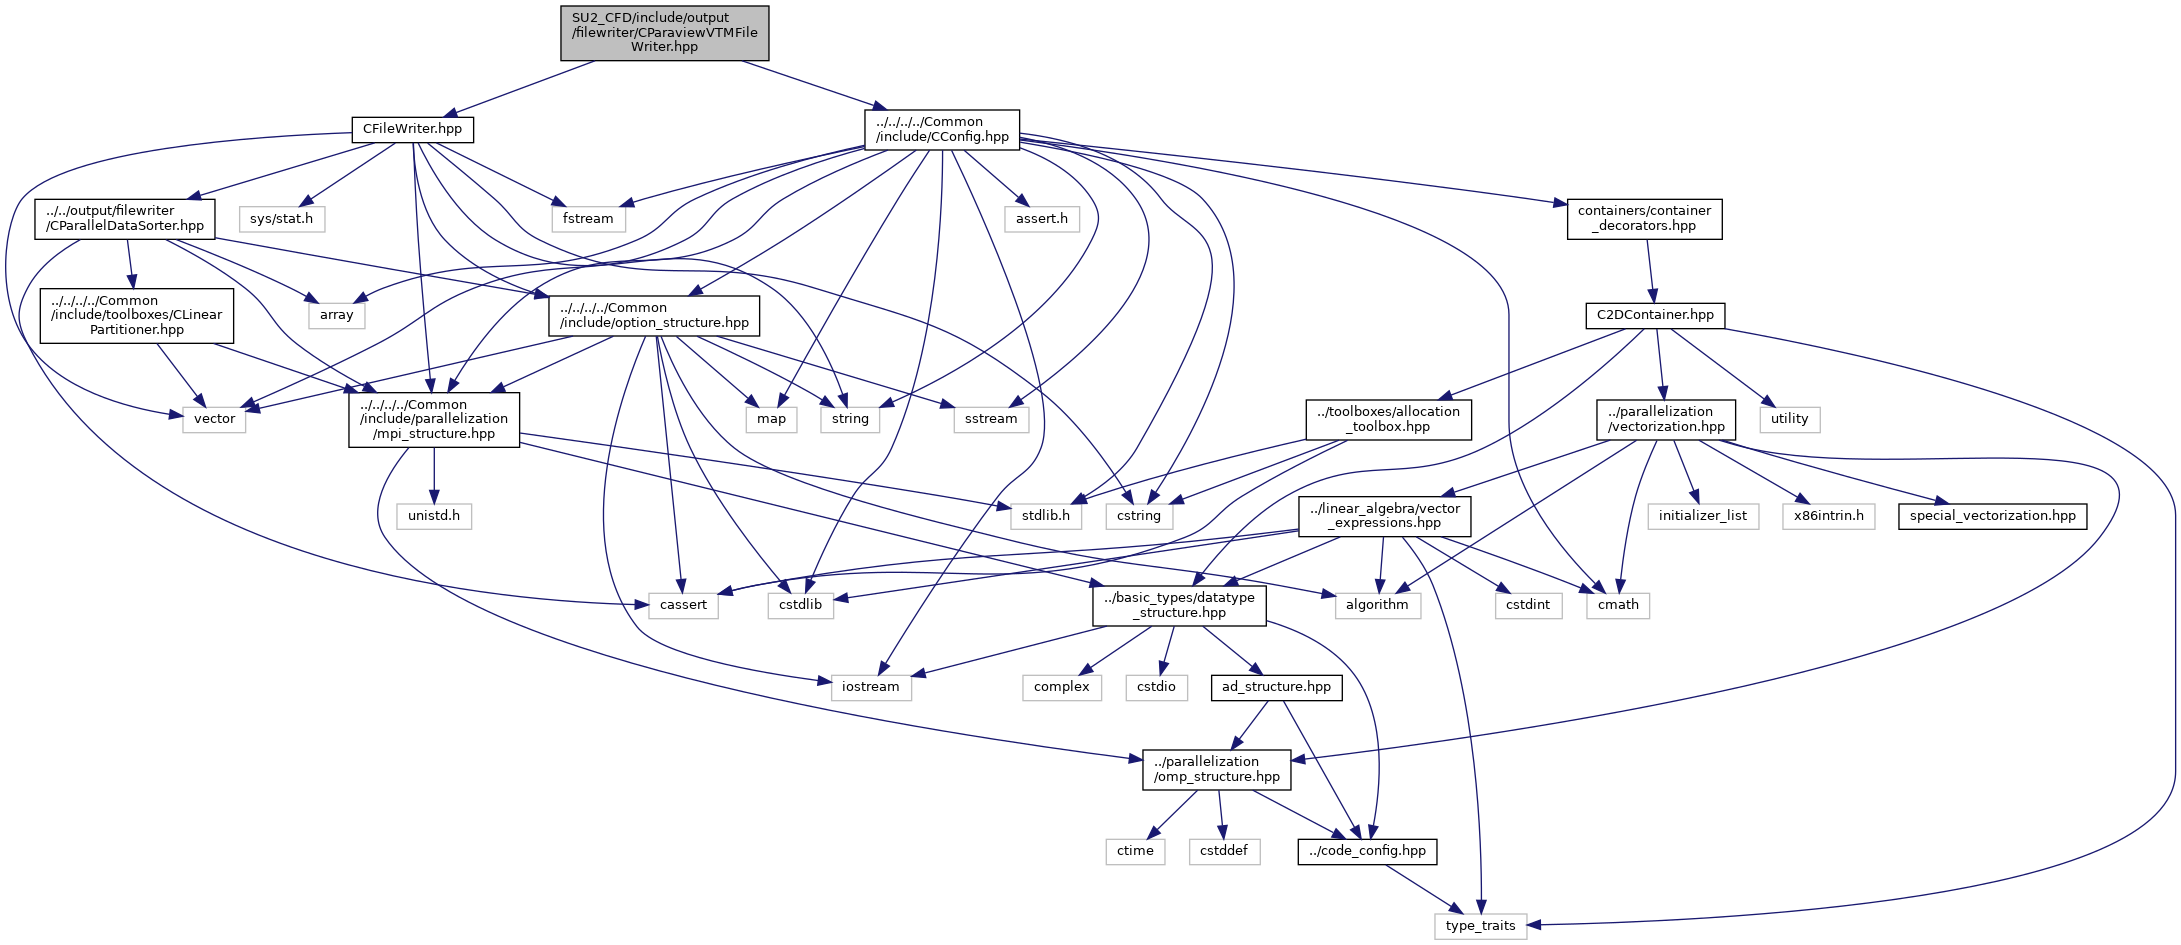 SU2_CFD/include/output
/filewriter/CParaviewVTMFile
Writer.hpp
CFileWriter.hpp
../../../../Common
/include/CConfig.hpp
../../output/filewriter
/CParallelDataSorter.hpp
sys/stat.h
fstream
assert.h
containers/container
_decorators.hpp
../../../../Common
/include/toolboxes/CLinear
Partitioner.hpp
array
../../../../Common
/include/option_structure.hpp
C2DContainer.hpp
vector
../../../../Common
/include/parallelization
/mpi_structure.hpp
map
string
sstream
../toolboxes/allocation
_toolbox.hpp
../parallelization
/vectorization.hpp
utility
unistd.h
stdlib.h
cstring
../linear_algebra/vector
_expressions.hpp
initializer_list
x86intrin.h
special_vectorization.hpp
cassert
cstdlib
../basic_types/datatype
_structure.hpp
algorithm
cstdint
cmath
iostream
complex
cstdio
ad_structure.hpp
../parallelization
/omp_structure.hpp
ctime
cstddef
../code_config.hpp
type_traits